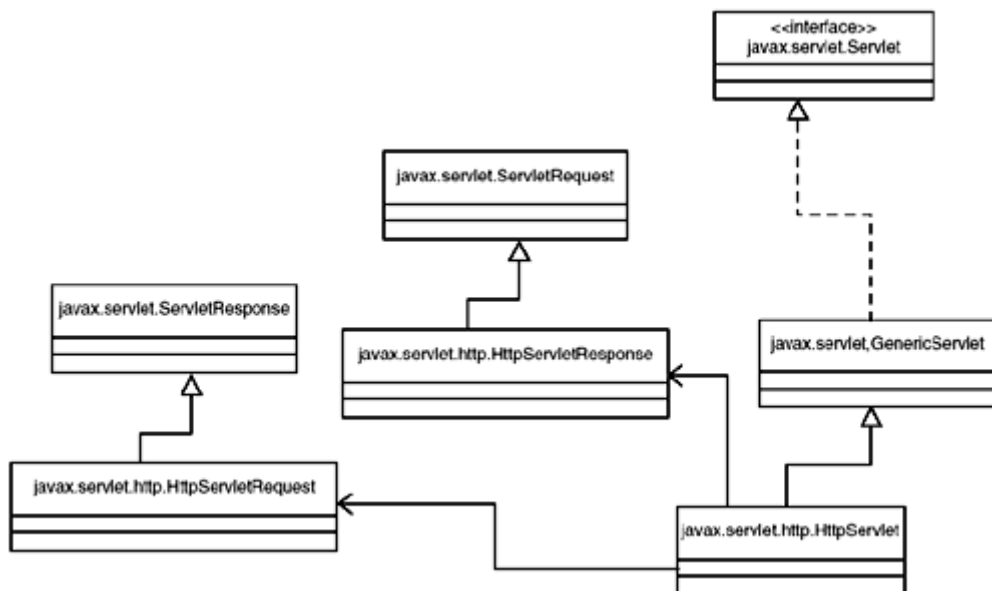 <<interface>>
javax.servlet.Servlet
javax.servlet.ServletRequest
javax.servlet.ServletResponse
javax.servlet.http.HttpServletResponse
javax.servlet,GenericServlet
javax.servlet.http.HttpServletRequest
javax.servlet.http.HttpServlet